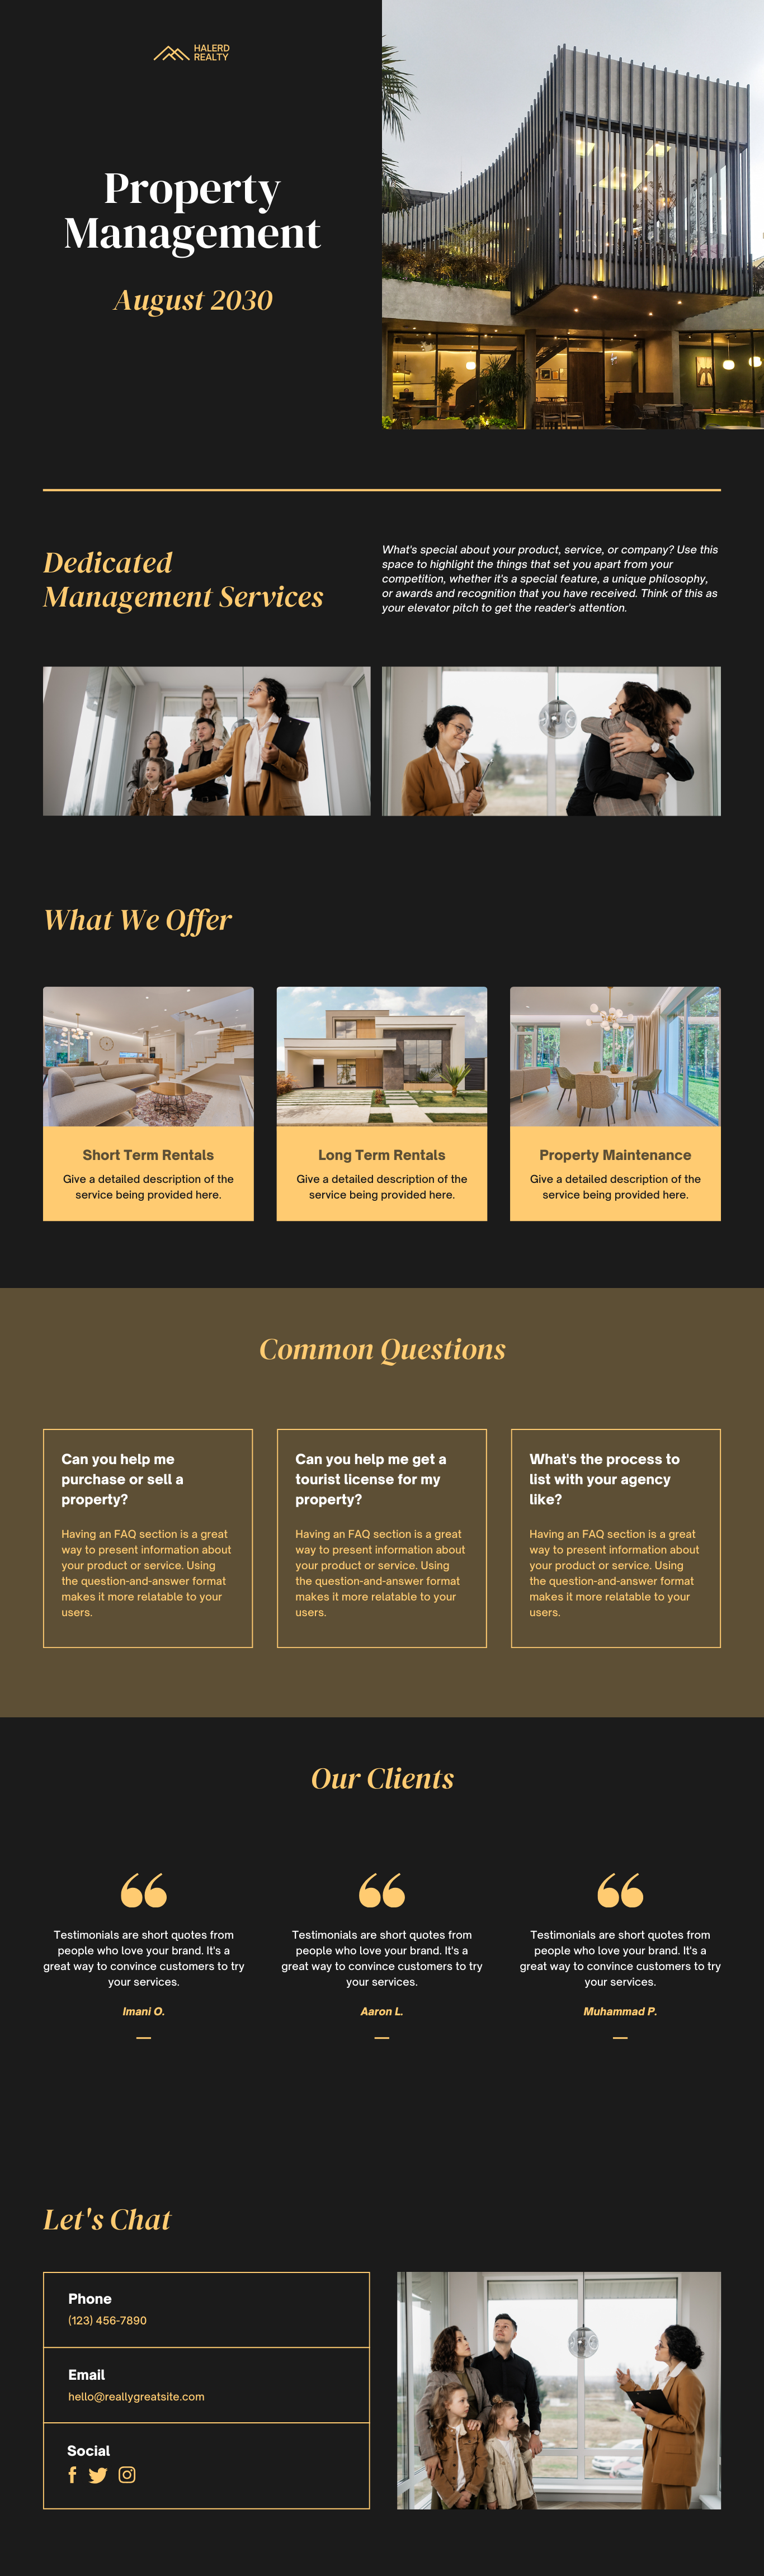 HALERD
REALTY
Property
Management
August 2030
Dedicated
Management Services
What's special about your product, service, or company? Use this
space to highlight the things that set you apart from your
competition, whether it's a special feature, a unique philosophy,
or awards and recognition that you have received. Think of this as
your elevator pitch to get the reader's attention.
What We Offer
Short Term Rentals
Give a detailed description of the
service being provided here.
Long Term Rentals
Give a detailed description of the
service being provided here.
Property Maintenance
Give a detailed description of the
service being provided here.
Common Questions
Can you help me
purchase or sell a
property?
Having an FAQ section is a great
way to present information about
your product or service. Using
the question-and-answer format
makes it more relatable to your
users.
Can you help me get a
tourist license for my
property?
Having an FAQ section is a great
way to present information about
your product or service. Using
the question-and-answer format
makes it more relatable to your
users.
What's the process to
list with your agency
like?
Having an FAQ section is a great
way to present information about
your product or service. Using
the question-and-answer format
makes it more relatable to your
users.
Our Clients
Testimonials are short quotes from
people who love your brand. It's a
great way to convince customers to try
your services.
Imani O.
Testimonials are short quotes from
people who love your brand. It's a
great way to convince customers to try
your services.
Aaron L.
Testimonials are short quotes from
people who love your brand. It's a
great way to convince customers to try
your services.
Muhammad P.
Let's Chat
Phone
(123) 456-7890
Email
hello@reallygreatsite.com
Social